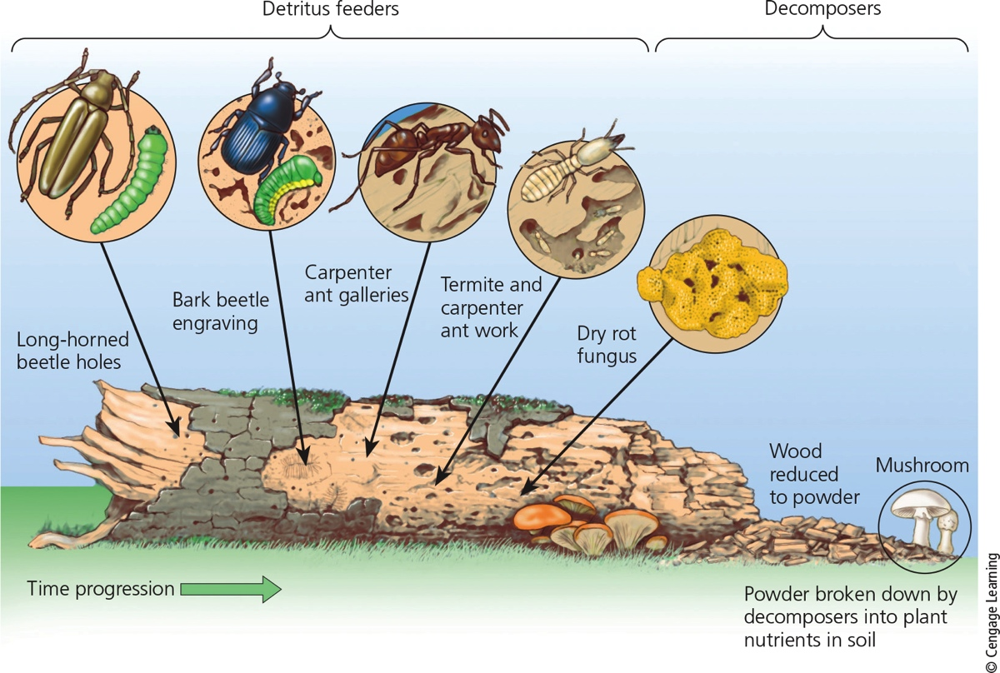 Detritus feeders
Decomposers
Long-horned
beetle holes
Bark beetle
engraving
Carpenter
ant galleries
Termite and
carpenter
ant work
Dry rot
fungus
Wood
reduced
to powder
Mushroom
Time progression
Powder broken down by
decomposers into plant
nutrients in soil
© Cengage Learning